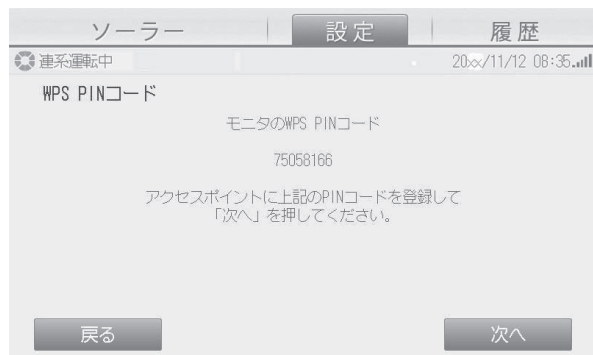 ソーラー 設定 履歴
連系運転中 20xx/11/12 08:35
WPS PINコード
モニタのWPS PINコード
75058166
アクセスポイントに上記のPINコードを登録して
「次へ」を押してください。
戻る 次へ